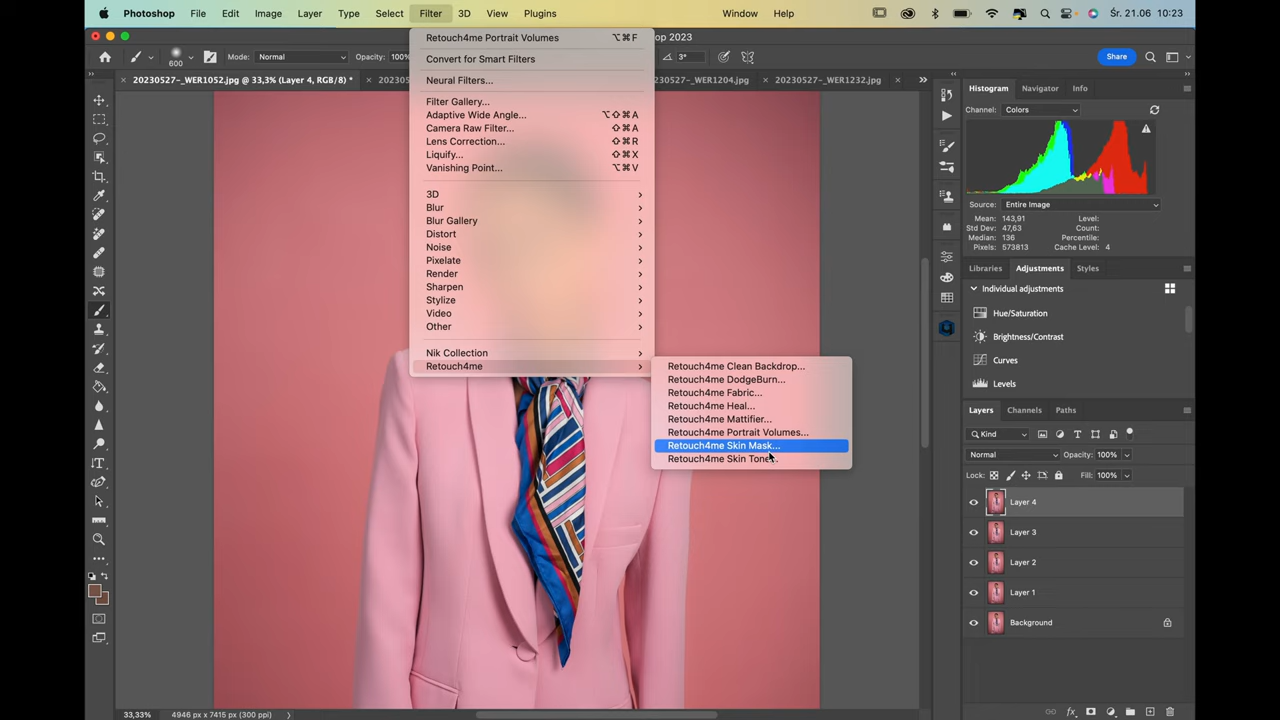 Photoshop File Edit Image Layer Type Select Filter 3D View Plugins Window Help Śr. 21.06 10:23
Retouch4me Portrait Volumes ⌥⌘F
op 2023
600 Mode: Normal Opacity: 100% 3° Share
Convert for Smart Filters
20230527-_WER1052.jpg @ 33,3% (Layer 4, RGB/8) * 2023052 527-_WER1204.jpg 20230527-_WER1232.jpg
Neural Filters...
Filter Gallery...
Adaptive Wide Angle... ⌥⇧⌘A
Camera Raw Filter... ⇧⌘A
Lens Correction... ⇧⌘R
Liquify... ⇧⌘X
Vanishing Point... ⌥⌘V
3D
Blur
Blur Gallery
Distort
Noise
Pixelate
Render
Sharpen
Stylize
Video
Other
Nik Collection
Retouch4me
Retouch4me Clean Backdrop...
Retouch4me DodgeBurn...
Retouch4me Fabric...
Retouch4me Heal...
Retouch4me Mattifier...
Retouch4me Portrait Volumes...
Retouch4me Skin Mask...
Retouch4me Skin Tone...
Histogram Navigator Info
Channel: Colors
Source: Entire Image
Mean: 143,91 Level:
Std Dev: 47,63 Count:
Median: 136 Percentile:
Pixels: 573813 Cache Level: 4
Libraries Adjustments Styles
Individual adjustments
Hue/Saturation
Brightness/Contrast
Curves
Levels
Layers Channels Paths
Kind
Normal Opacity: 100%
Lock: Fill: 100%
Layer 4
Layer 3
Layer 2
Layer 1
Background
33,33% 4946 px x 7415 px (300 ppi)